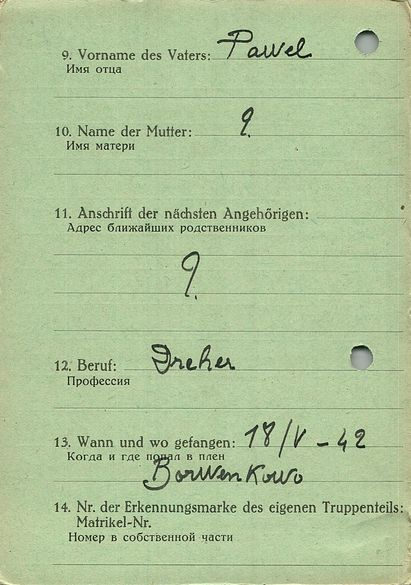 9. Vorname des Vaters: Pawel
Имя отца
10. Name der Mutter: ?
Имя матери
11. Anschrift der nächsten Angehörigen:
Адрес ближайших родственников
?
12. Beruf: Dreher
Профессия
13. Wann und wo gefangen: 18/V - 42
Когда и где попал в плен
Borwenkowo
14. Nr. der Erkennungsmarke des eigenen Truppenteils:
Matrikel-Nr.
Номер в собственной части